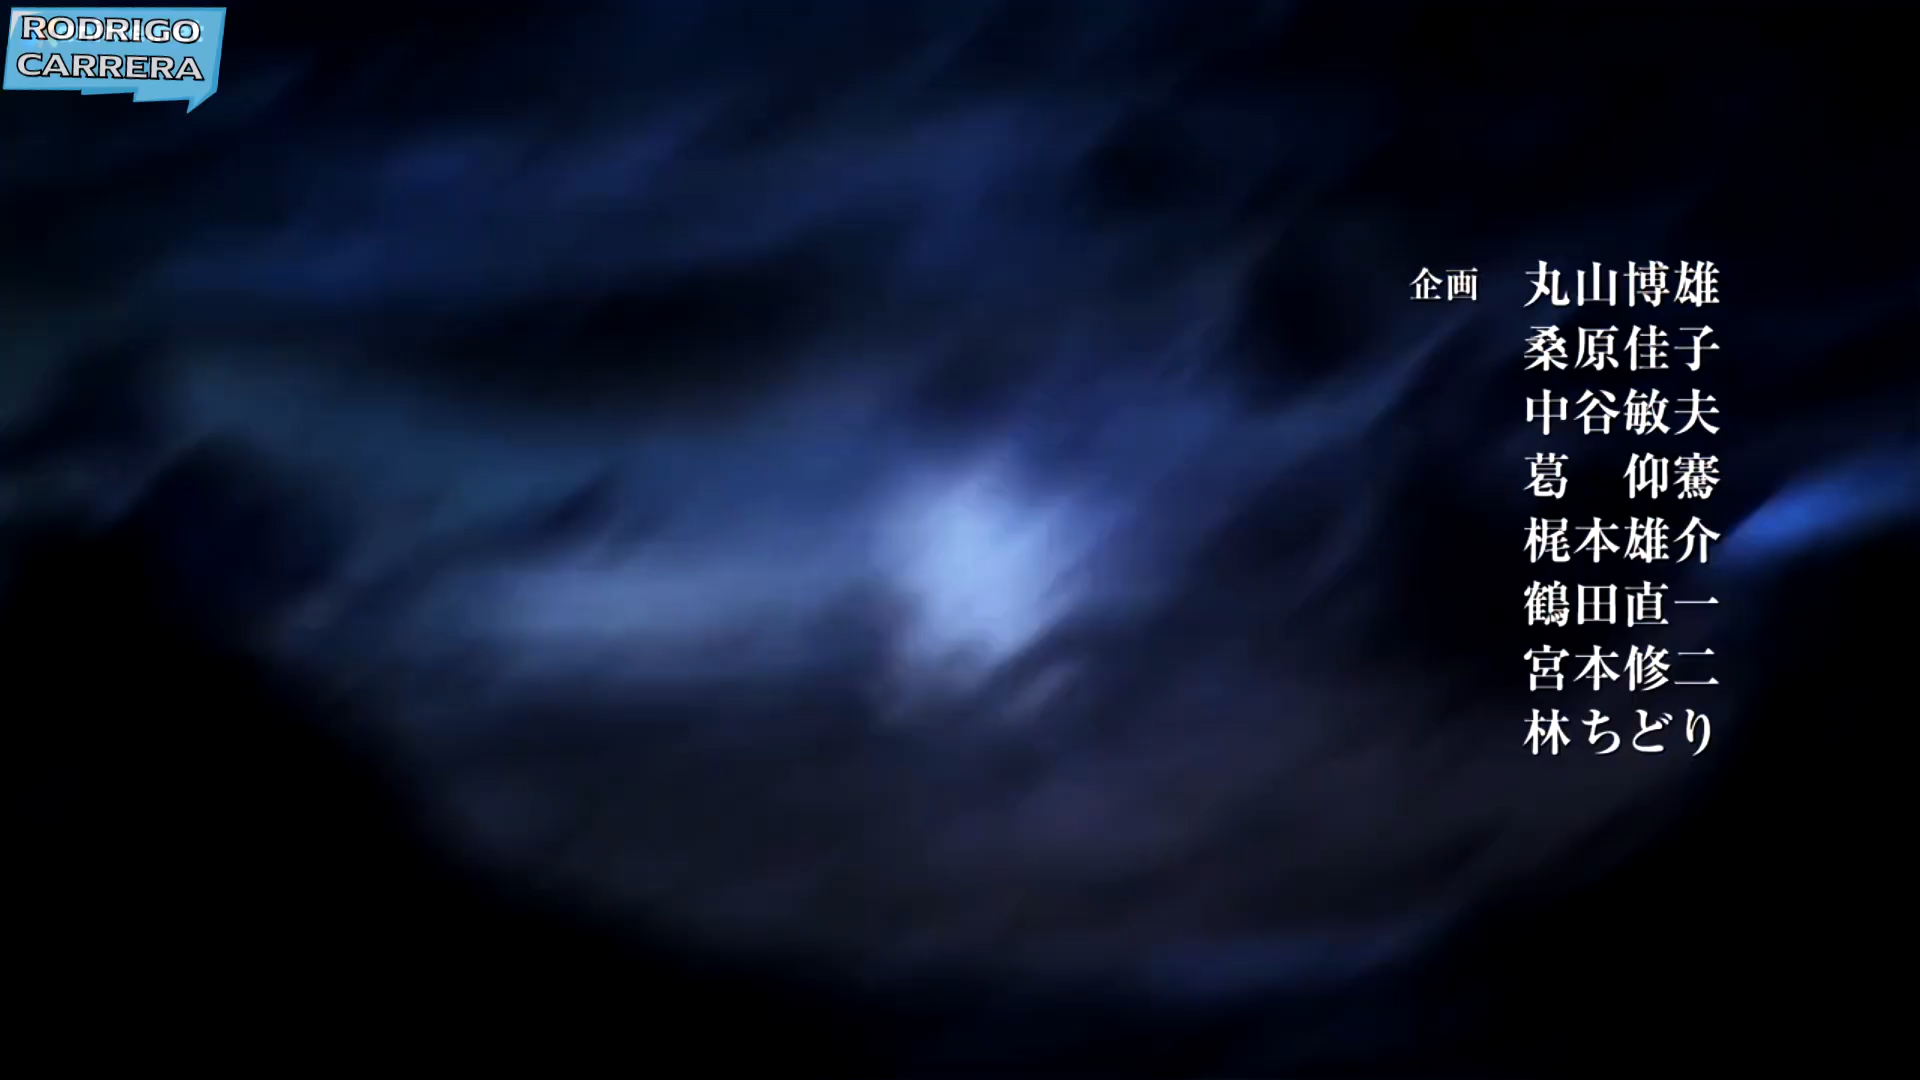 RODRIGO
CARRERA
企画 丸山博雄
桑原佳子
中谷敏夫
葛 仰騫
梶本雄介
鶴田直一
宮本修二
林ちどり